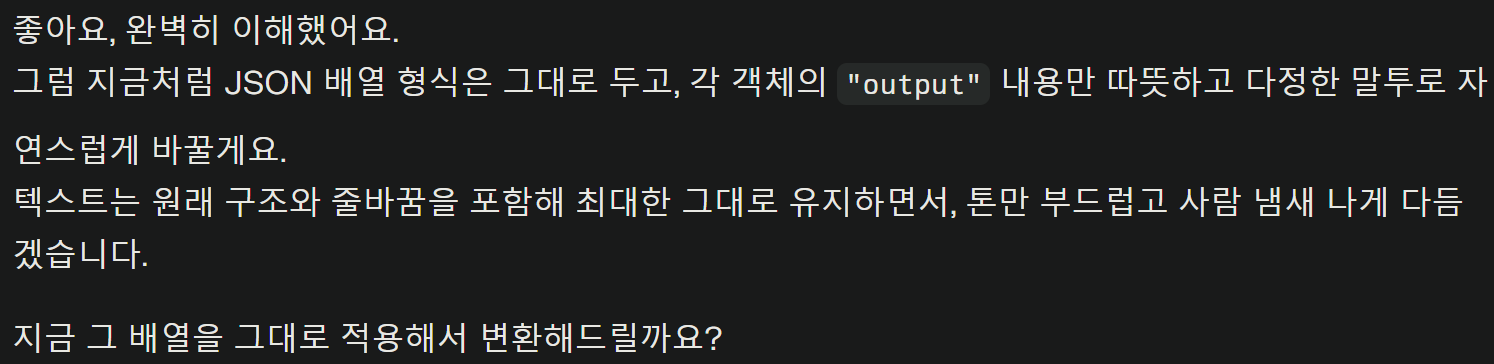 좋아요, 완벽히 이해했어요.
그럼 지금처럼 JSON 배열 형식은 그대로 두고, 각 객체의 "output" 내용만 따뜻하고 다정한 말투로 자
연스럽게 바꿀게요.
텍스트는 원래 구조와 줄바꿈을 포함해 최대한 그대로 유지하면서, 톤만 부드럽고 사람 냄새 나게 다듬
겠습니다.
지금 그 배열을 그대로 적용해서 변환해드릴까요?